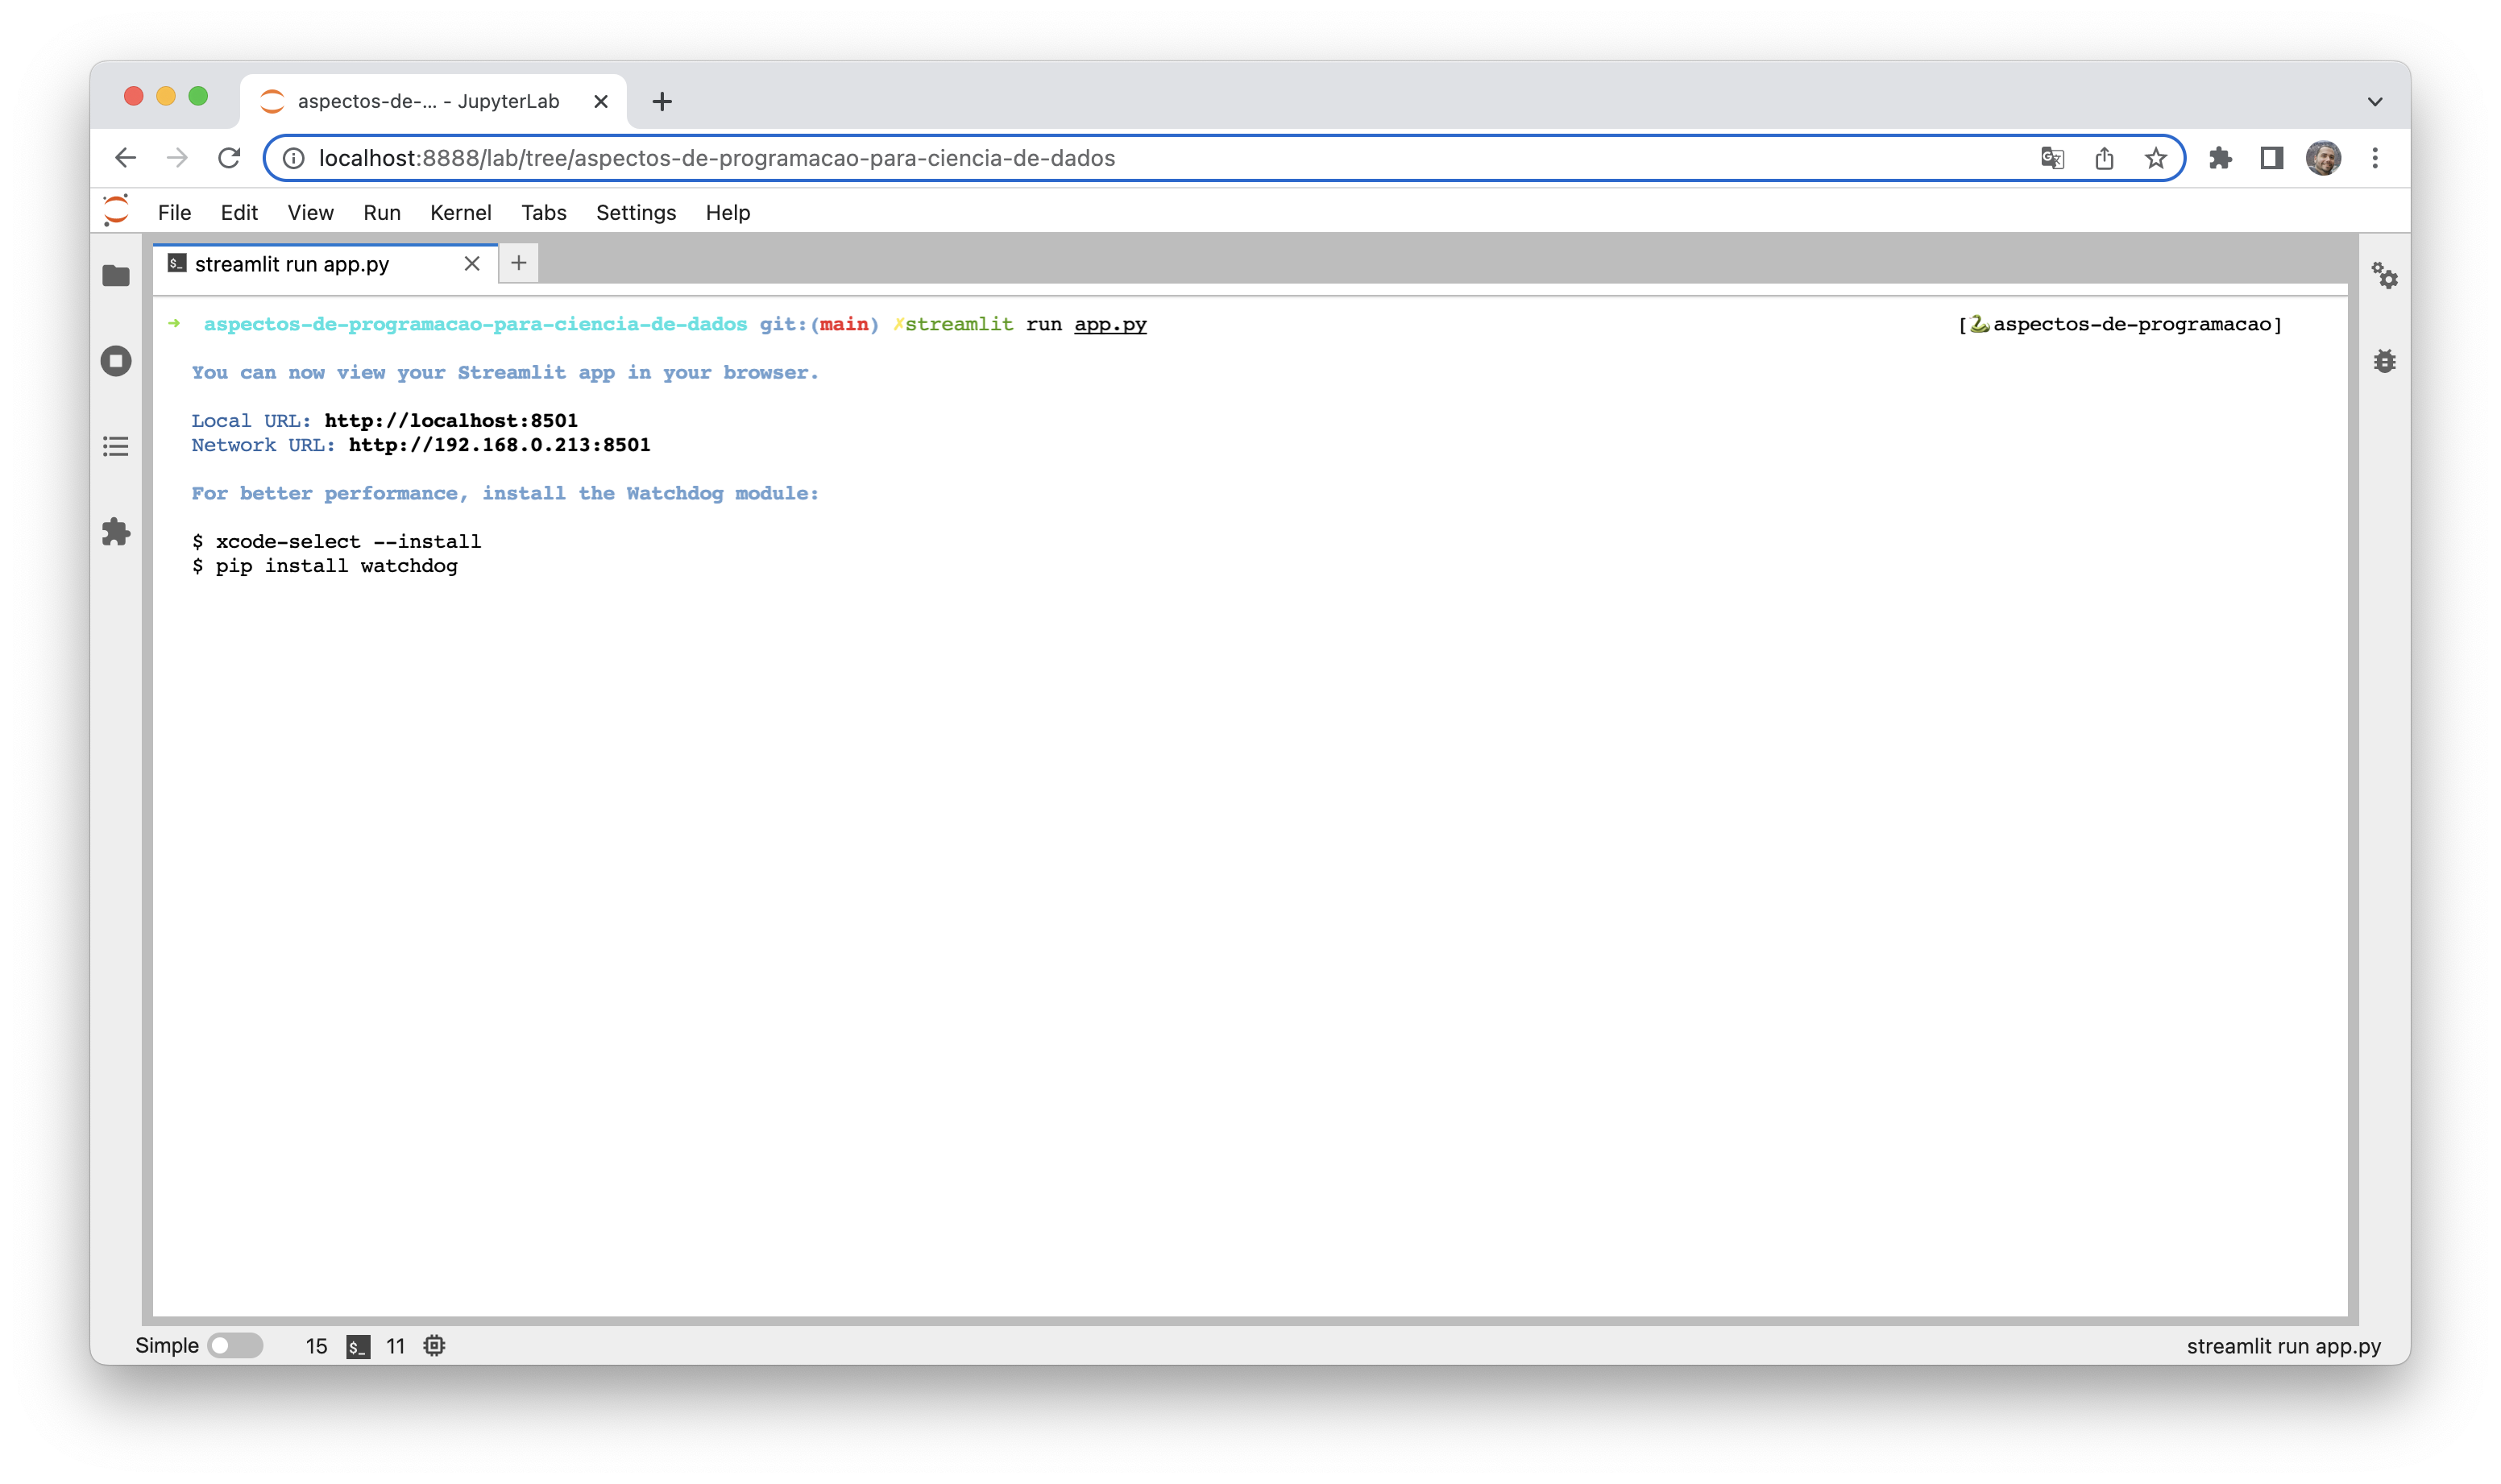 aspectos-de-... - JupyterLab
localhost:8888/lab/tree/aspectos-de-programacao-para-ciencia-de-dados
File Edit View Run Kernel Tabs Settings Help
$_ streamlit run app.py
➜ aspectos-de-programacao-para-ciencia-de-dados git:(main) ✗streamlit run app.py [🐍aspectos-de-programacao]
You can now view your Streamlit app in your browser.
Local URL: http://localhost:8501
Network URL: http://192.168.0.213:8501
For better performance, install the Watchdog module:
$ xcode-select --install
$ pip install watchdog
Simple 15 $_ 11 streamlit run app.py